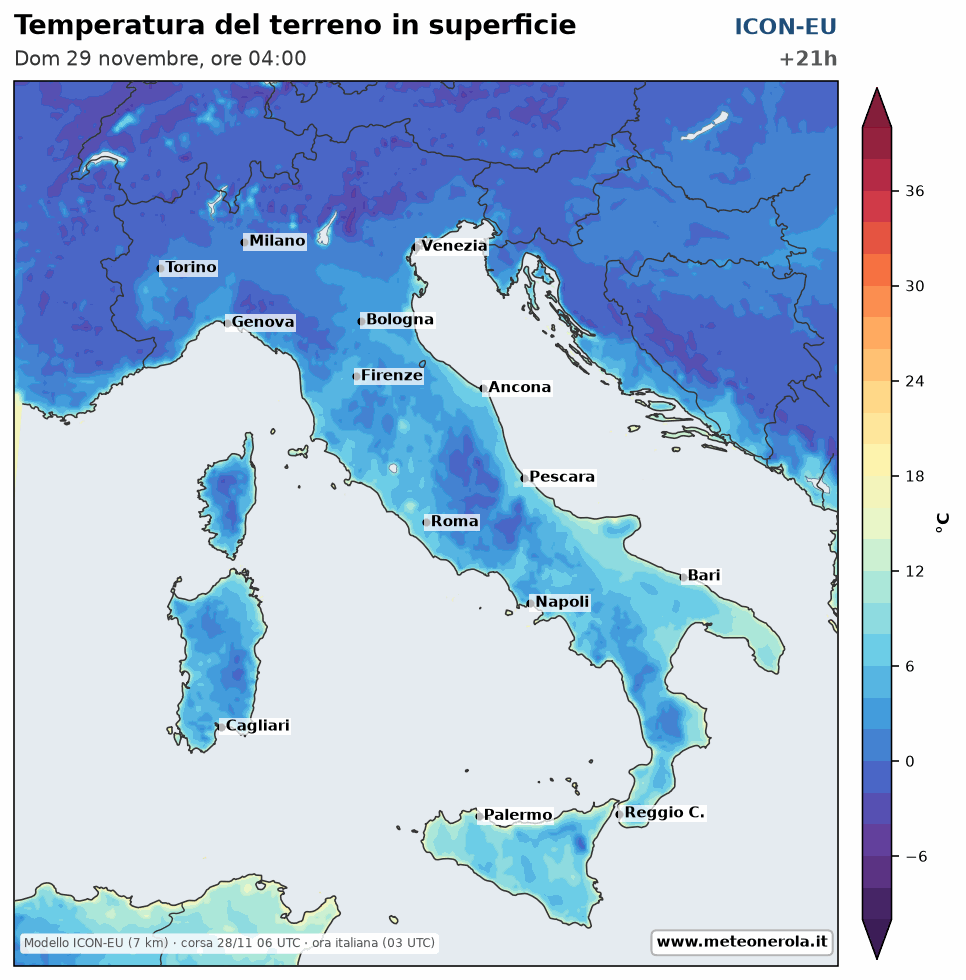 Temperatura del terreno in superficie
ICON-EU
Dom 29 novembre, ore 04:00
+21h
Milano
Venezia
Torino
Genova
Bologna
Firenze
Ancona
Pescara
Roma
Bari
Napoli
Cagliari
Palermo
Reggio C.
36
30
24
18
12
6
0
−6
°C
Modello ICON-EU (7 km) · corsa 28/11 06 UTC · ora italiana (03 UTC)
www.meteonerola.it